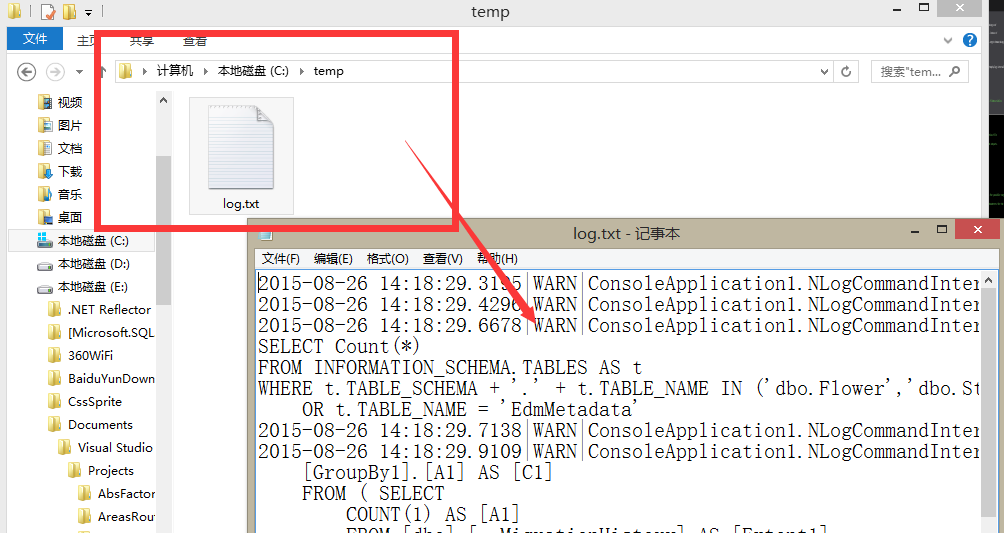 temp
文件
共享
查看
计算机 本地磁盘 (C:) temp
搜索"tem...
视频
图片
文档
下载
音乐
桌面
本地磁盘 (C:)
本地磁盘 (D:)
本地磁盘 (E:)
.NET Reflector
[Microsoft.SQL
360WiFi
BaiduYunDown
CssSprite
Documents
Visual Studio
Projects
AbsFactor
AreasRou
log.txt
log.txt - 记事本
文件(F) 编辑(E) 格式(O) 查看(V) 帮助(H)
2015-08-26 14:18:29.3195|WARN|ConsoleApplication1.NLogCommandInter
2015-08-26 14:18:29.4296|WARN|ConsoleApplication1.NLogCommandInter
2015-08-26 14:18:29.6678|WARN|ConsoleApplication1.NLogCommandInter
SELECT Count(*)
FROM INFORMATION_SCHEMA.TABLES AS t
WHERE t.TABLE_SCHEMA + '.' + t.TABLE_NAME IN ('dbo.Flower','dbo.St
OR t.TABLE_NAME = 'EdmMetadata'
2015-08-26 14:18:29.7138|WARN|ConsoleApplication1.NLogCommandInter
2015-08-26 14:18:29.9109|WARN|ConsoleApplication1.NLogCommandInter
[GroupBy1].[A1] AS [C1]
FROM ( SELECT
COUNT(1) AS [A1]
FROM [dbo].[__MigrationHistory] AS [Extent1]